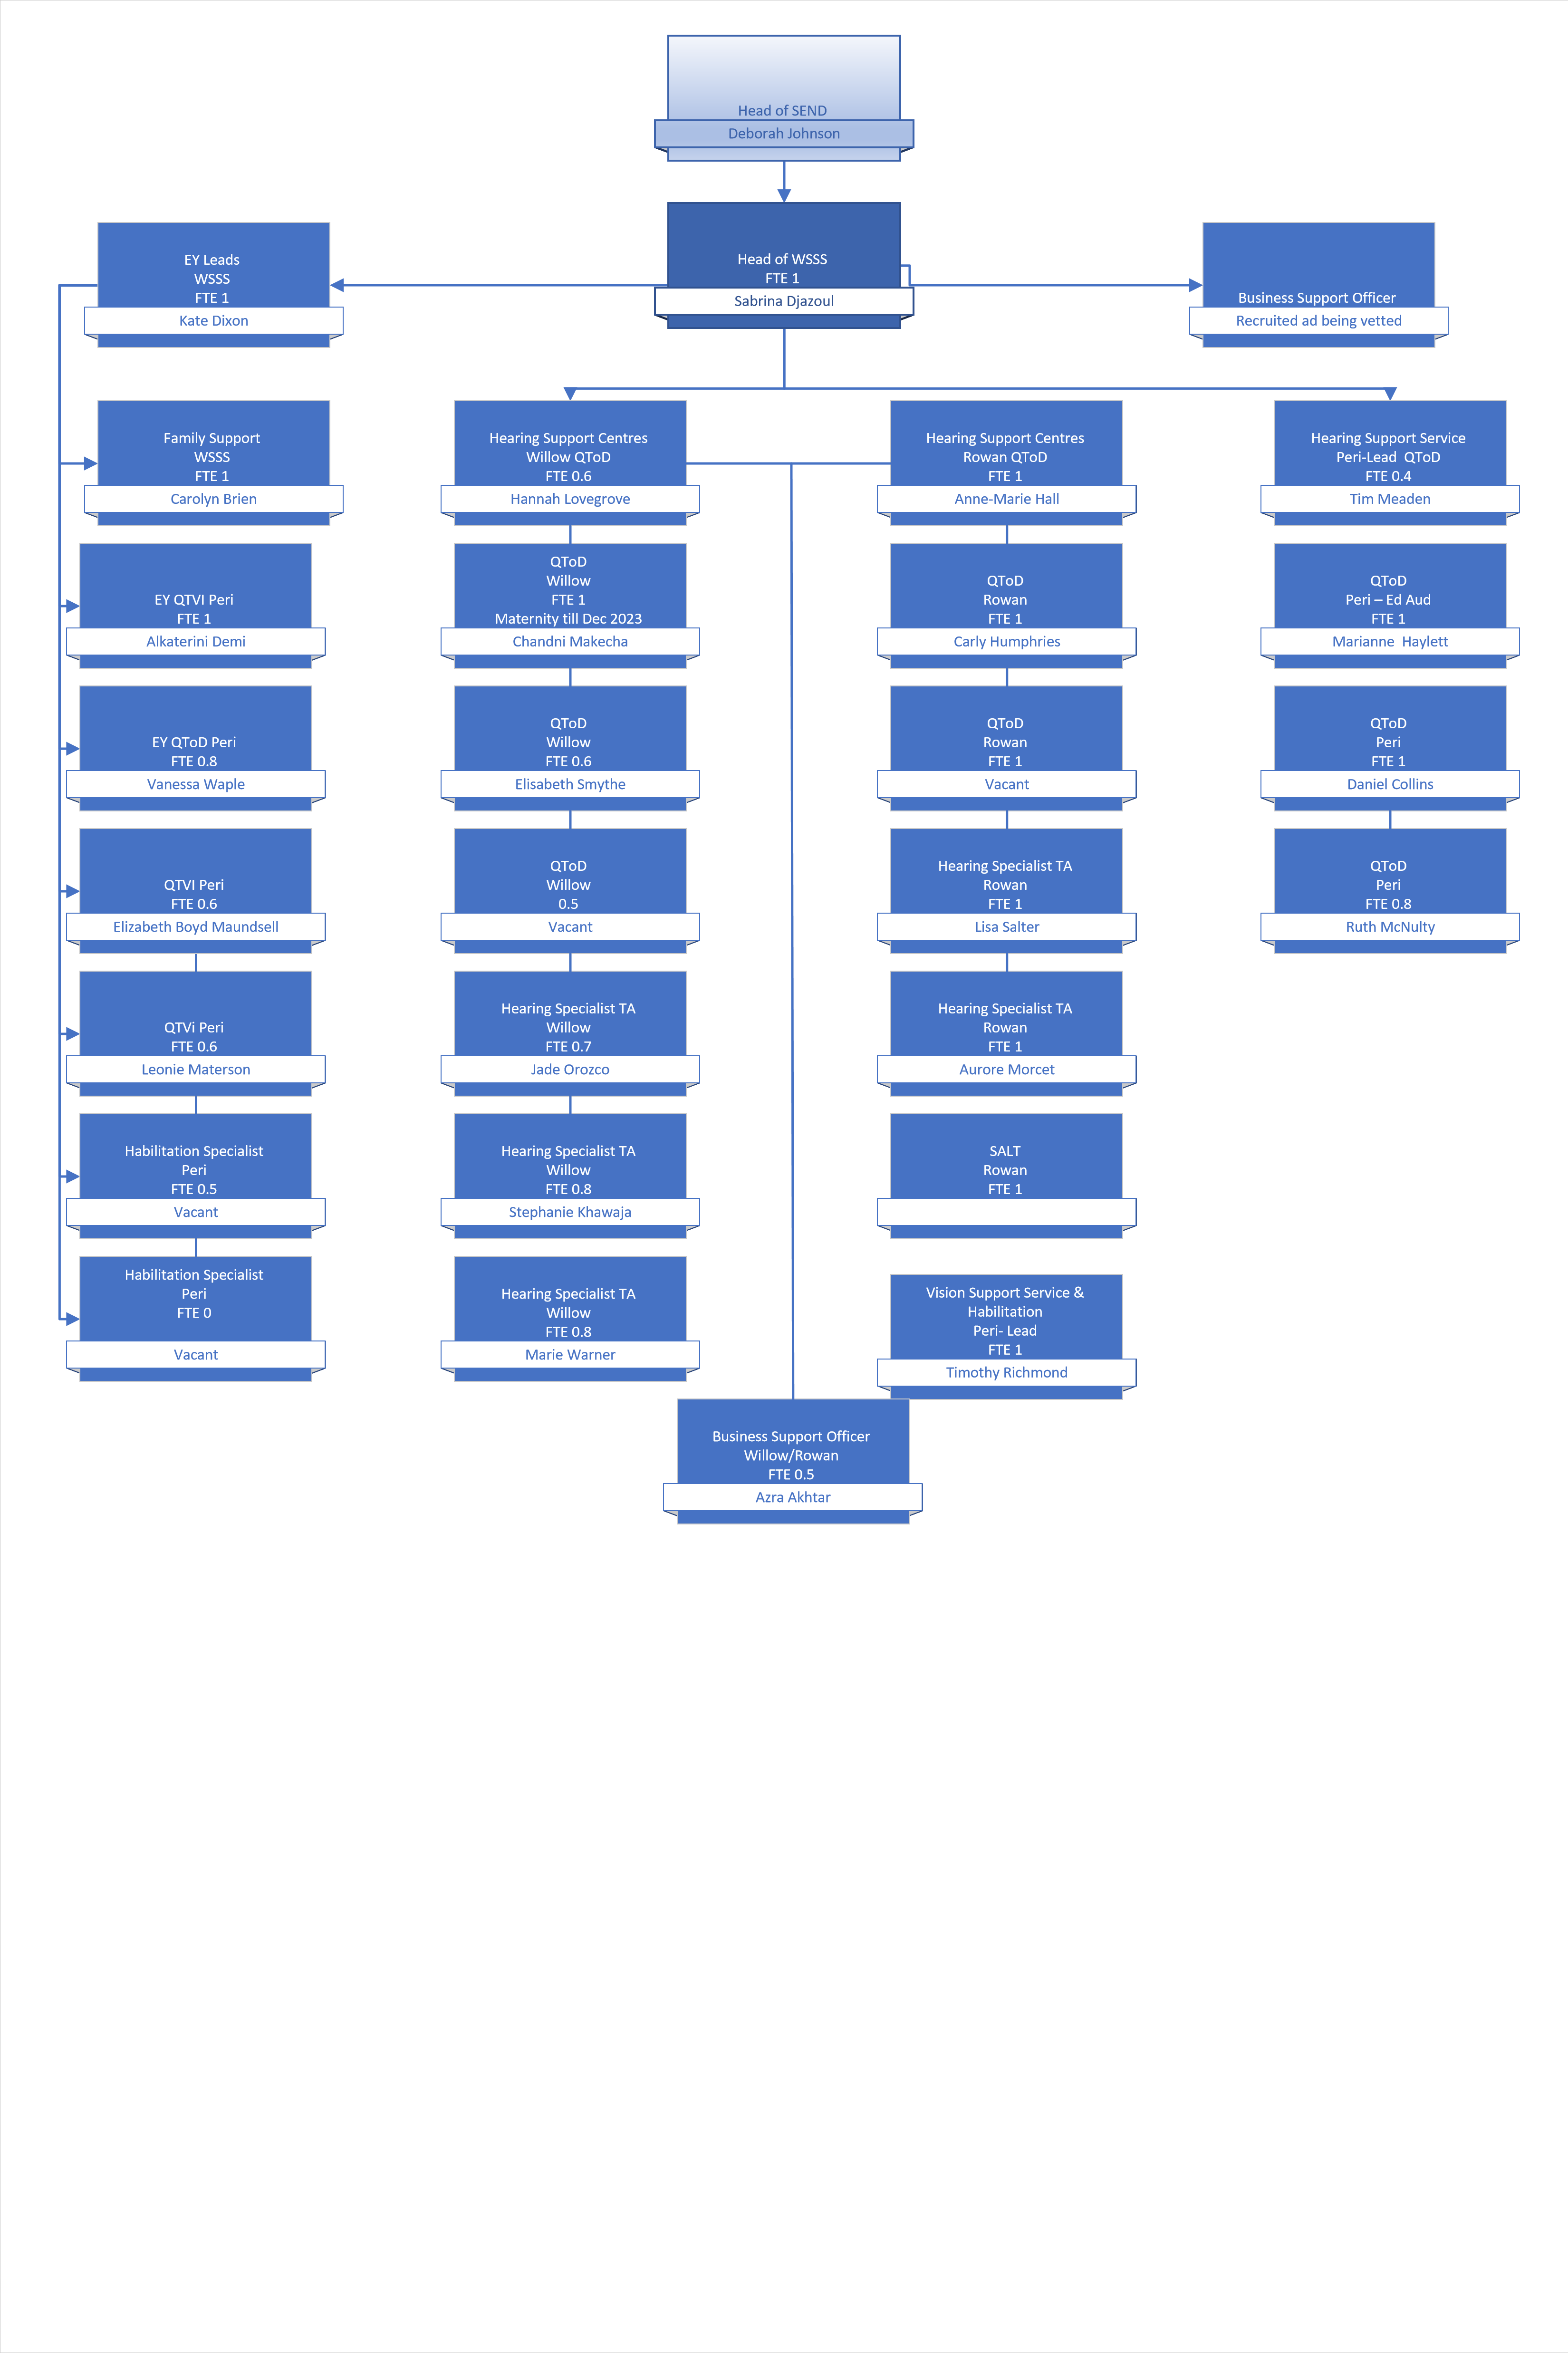 Head of SEND
Deborah Johnson
Head of WSSS
FTE 1
Sabrina Djazoul
EY Leads
WSSS
FTE 1
Kate Dixon
Business Support Officer
Recruited ad being vetted
Family Support
WSSS
FTE 1
Carolyn Brien
Hearing Support Centres
Willow QToD
FTE 0.6
Hannah Lovegrove
Hearing Support Centres
Rowan QToD
FTE 1
Anne-Marie Hall
Hearing Support Service
Peri-Lead  QToD
FTE 0.4
Tim Meaden
EY QTVI Peri
FTE 1
Alkaterini Demi
QToD
Willow
FTE 1
Maternity till Dec 2023
Chandni Makecha
QToD
Rowan
FTE 1
Carly Humphries
QToD
Peri – Ed Aud
FTE 1
Marianne  Haylett
EY QToD Peri
FTE 0.8
Vanessa Waple
QToD
Willow
FTE 0.6
Elisabeth Smythe
QToD
Rowan
FTE 1
Vacant
QToD
Peri
FTE 1
Daniel Collins
QTVI Peri
FTE 0.6
Elizabeth Boyd Maundsell
QToD
Willow
0.5
Vacant
Hearing Specialist TA
Rowan
FTE 1
Lisa Salter
QToD
Peri
FTE 0.8
Ruth McNulty
QTVi Peri
FTE 0.6
Leonie Materson
Hearing Specialist TA
Willow
FTE 0.7
Jade Orozco
Hearing Specialist TA
Rowan
FTE 1
Aurore Morcet
Habilitation Specialist
Peri
FTE 0.5
Vacant
Hearing Specialist TA
Willow
FTE 0.8
Stephanie Khawaja
SALT
Rowan
FTE 1
Habilitation Specialist
Peri
FTE 0
Vacant
Hearing Specialist TA
Willow
FTE 0.8
Marie Warner
Vision Support Service &
Habilitation
Peri- Lead
FTE 1
Timothy Richmond
Business Support Officer
Willow/Rowan
FTE 0.5
Azra Akhtar